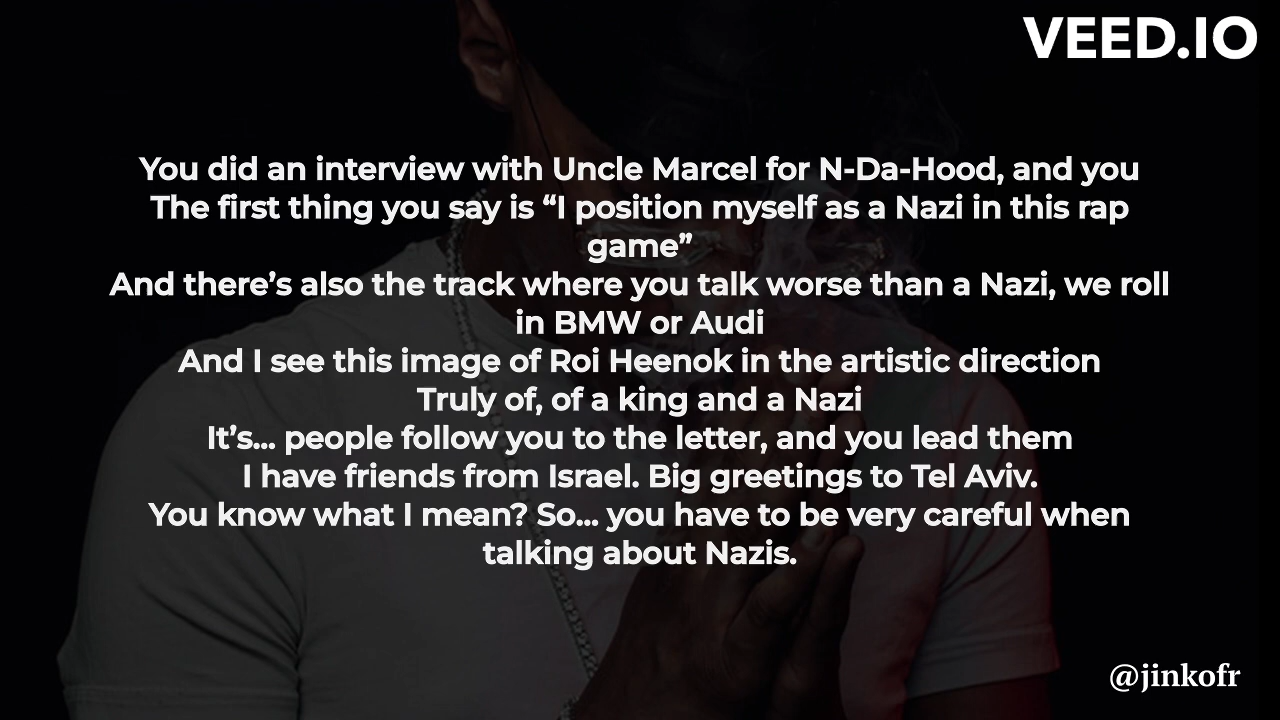 VEED.IO
You did an interview with Uncle Marcel for N-Da-Hood, and you
The first thing you say is “I position myself as a Nazi in this rap
game”
And there’s also the track where you talk worse than a Nazi, we roll
in BMW or Audi
And I see this image of Roi Heenok in the artistic direction
Truly of, of a king and a Nazi
It’s... people follow you to the letter, and you lead them
I have friends from Israel. Big greetings to Tel Aviv.
You know what I mean? So... you have to be very careful when
talking about Nazis.
@jinkofr